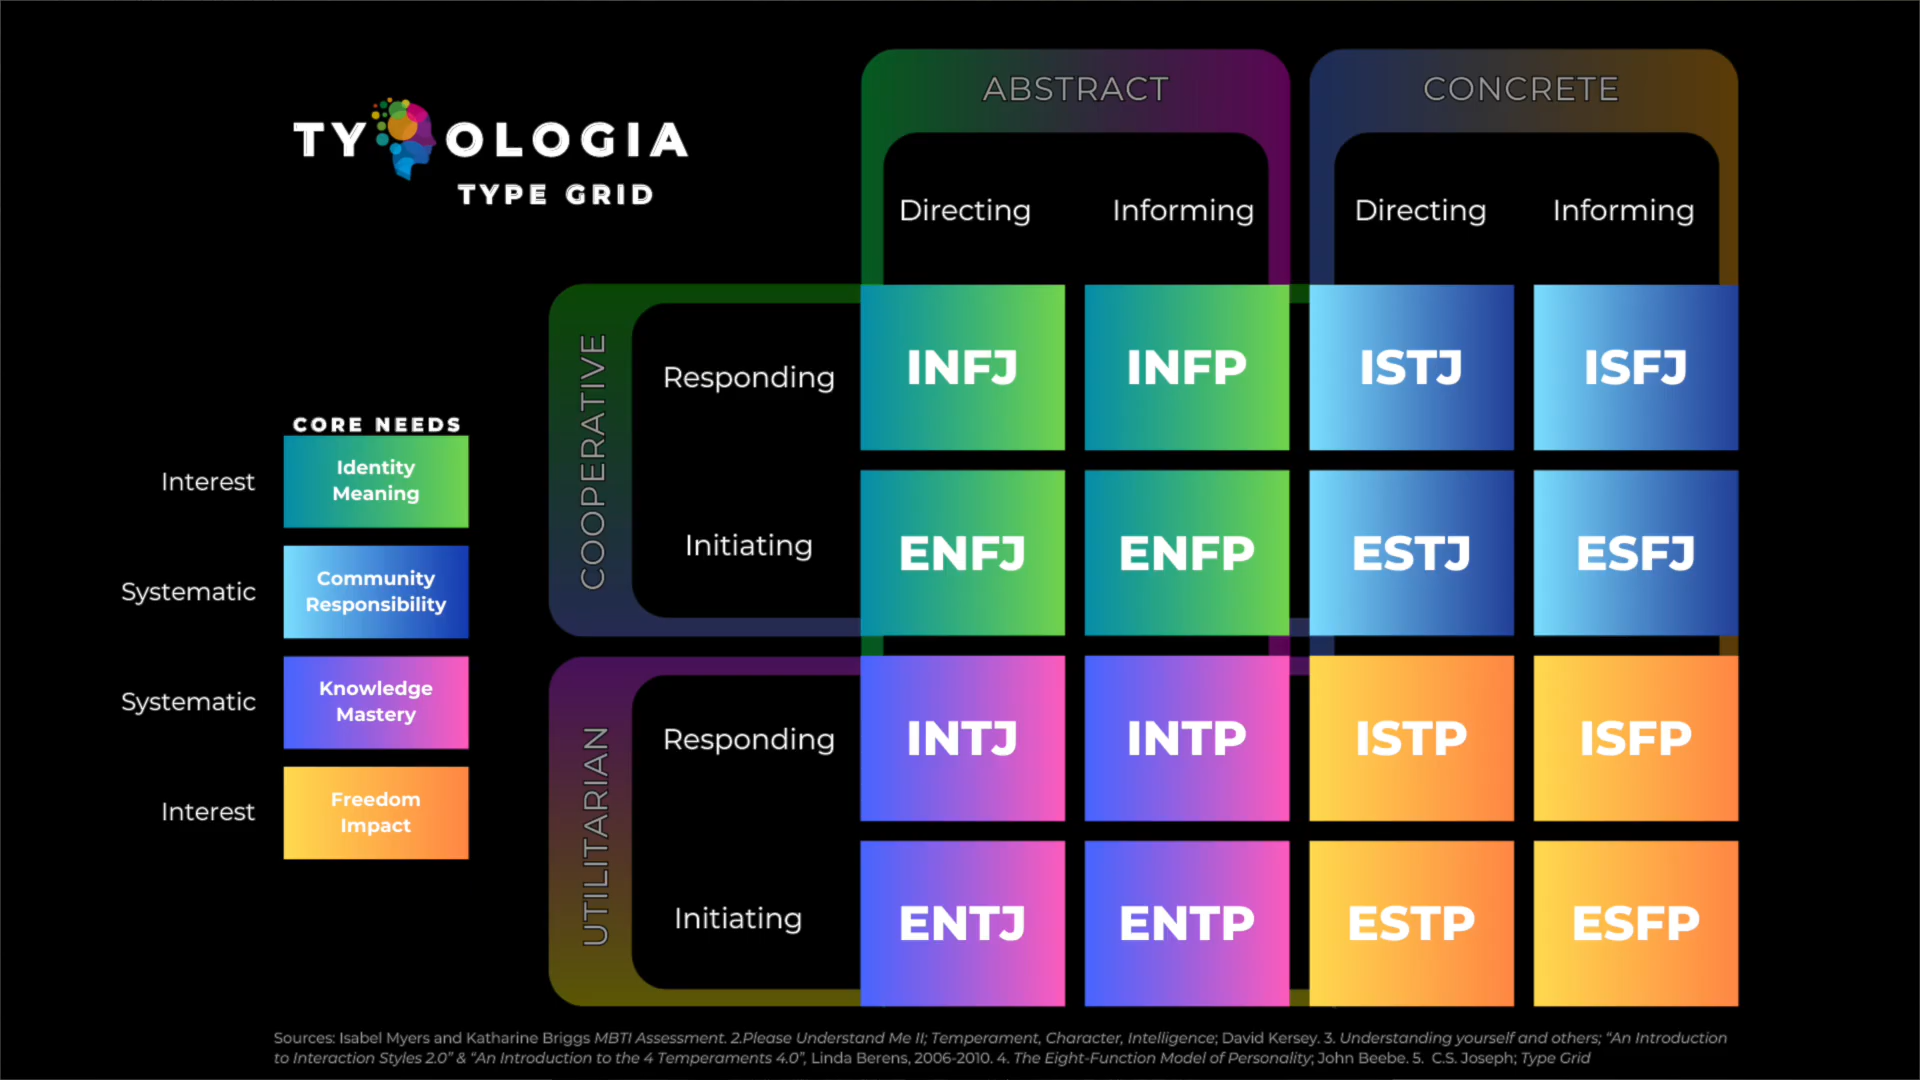 TYPOLOGIA
TYPE GRID
ABSTRACT
CONCRETE
Directing
Informing
Directing
Informing
COOPERATIVE
Responding
INFJ
INFP
ISTJ
ISFJ
Initiating
ENFJ
ENFP
ESTJ
ESFJ
UTILITARIAN
Responding
INTJ
INTP
ISTP
ISFP
Initiating
ENTJ
ENTP
ESTP
ESFP
CORE NEEDS
Interest
Identity
Meaning
Systematic
Community
Responsibility
Systematic
Knowledge
Mastery
Interest
Freedom
Impact
Sources: Isabel Myers and Katharine Briggs MBTI Assessment. 2.Please Understand Me II; Temperament, Character, Intelligence; David Kersey. 3. Understanding yourself and others; “An Introduction
to Interaction Styles 2.0” & “An Introduction to the 4 Temperaments 4.0”, Linda Berens, 2006-2010. 4. The Eight-Function Model of Personality; John Beebe. 5. C.S. Joseph; Type Grid